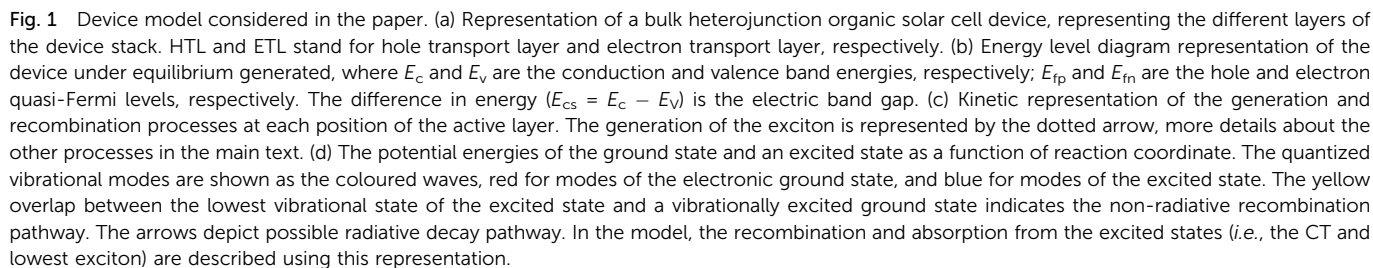 Fig. 1 Device model considered in the paper. (a) Representation of a bulk heterojunction organic solar cell device, representing the different layers of
the device stack. HTL and ETL stand for hole transport layer and electron transport layer, respectively. (b) Energy level diagram representation of the
device under equilibrium generated, where Ec and Ev are the conduction and valence band energies, respectively; Efp and Efn are the hole and electron
quasi-Fermi levels, respectively. The difference in energy (Ecs = Ec − EV) is the electric band gap. (c) Kinetic representation of the generation and
recombination processes at each position of the active layer. The generation of the exciton is represented by the dotted arrow, more details about the
other processes in the main text. (d) The potential energies of the ground state and an excited state as a function of reaction coordinate. The quantized
vibrational modes are shown as the coloured waves, red for modes of the electronic ground state, and blue for modes of the excited state. The yellow
overlap between the lowest vibrational state of the excited state and a vibrationally excited ground state indicates the non-radiative recombination
pathway. The arrows depict possible radiative decay pathway. In the model, the recombination and absorption from the excited states (i.e., the CT and
lowest exciton) are described using this representation.